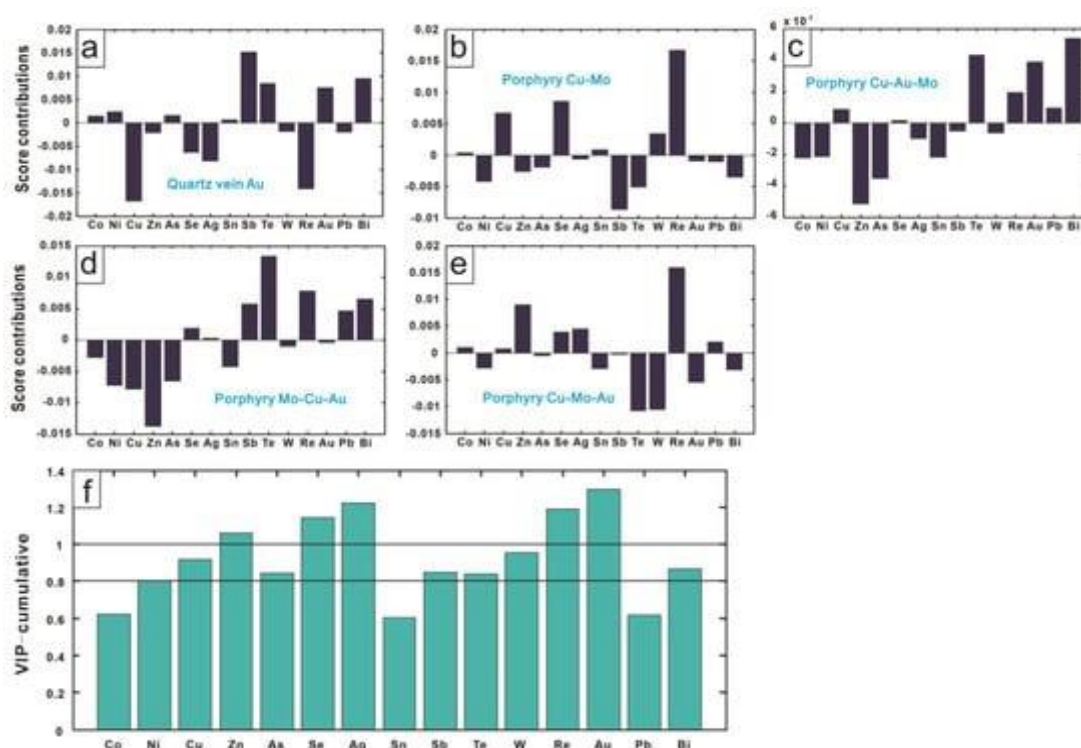 a
Score contributions
0.02
0.015
0.01
0.005
0
-0.005
-0.01
-0.015
-0.02
Quartz vein Au
Co Ni Cu Zn As Se Ag Sn Sb Te W Re Au Pb Bi
b
0.02
0.015
0.01
0.005
0
-0.005
-0.01
Porphyry Cu-Mo
Co Ni Cu Zn As Se Ag Sn Sb Te W Re Au Pb Bi
c
6
4
2
0
-2
-4
-6
Porphyry Cu-Au-Mo
Co Ni Cu Zn As Se Ag Sn Sb Te W Re Au Pb Bi
d
Score contributions
0.015
0.01
0.005
0
-0.005
-0.01
-0.015
Porphyry Mo-Cu-Au
Co Ni Cu Zn As Se Ag Sn Sb Te W Re Au Pb Bi
e
0.02
0.015
0.01
0.005
0
-0.005
-0.01
-0.015
Porphyry Cu-Mo-Au
Co Ni Cu Zn As Se Ag Sn Sb Te W Re Au Pb Bi
f
VIP-cumulative
1.4
1.2
1
0.8
0.6
0.4
0.2
0
Co Ni Cu Zn As Se Ag Sn Sb Te W Re Au Pb Bi